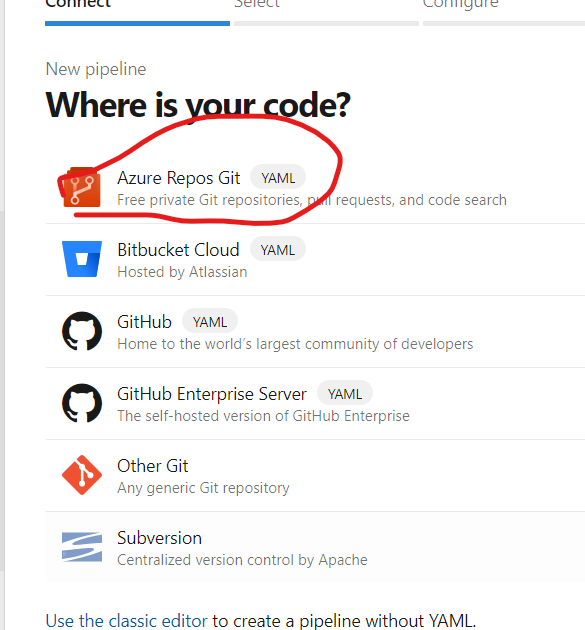 Connect Select Configure
New pipeline
Where is your code?
Azure Repos Git YAML
Free private Git repositories, pull requests, and code search
Bitbucket Cloud YAML
Hosted by Atlassian
GitHub YAML
Home to the world's largest community of developers
GitHub Enterprise Server YAML
The self-hosted version of GitHub Enterprise
Other Git
Any generic Git repository
Subversion
Centralized version control by Apache
Use the classic editor to create a pipeline without YAML.